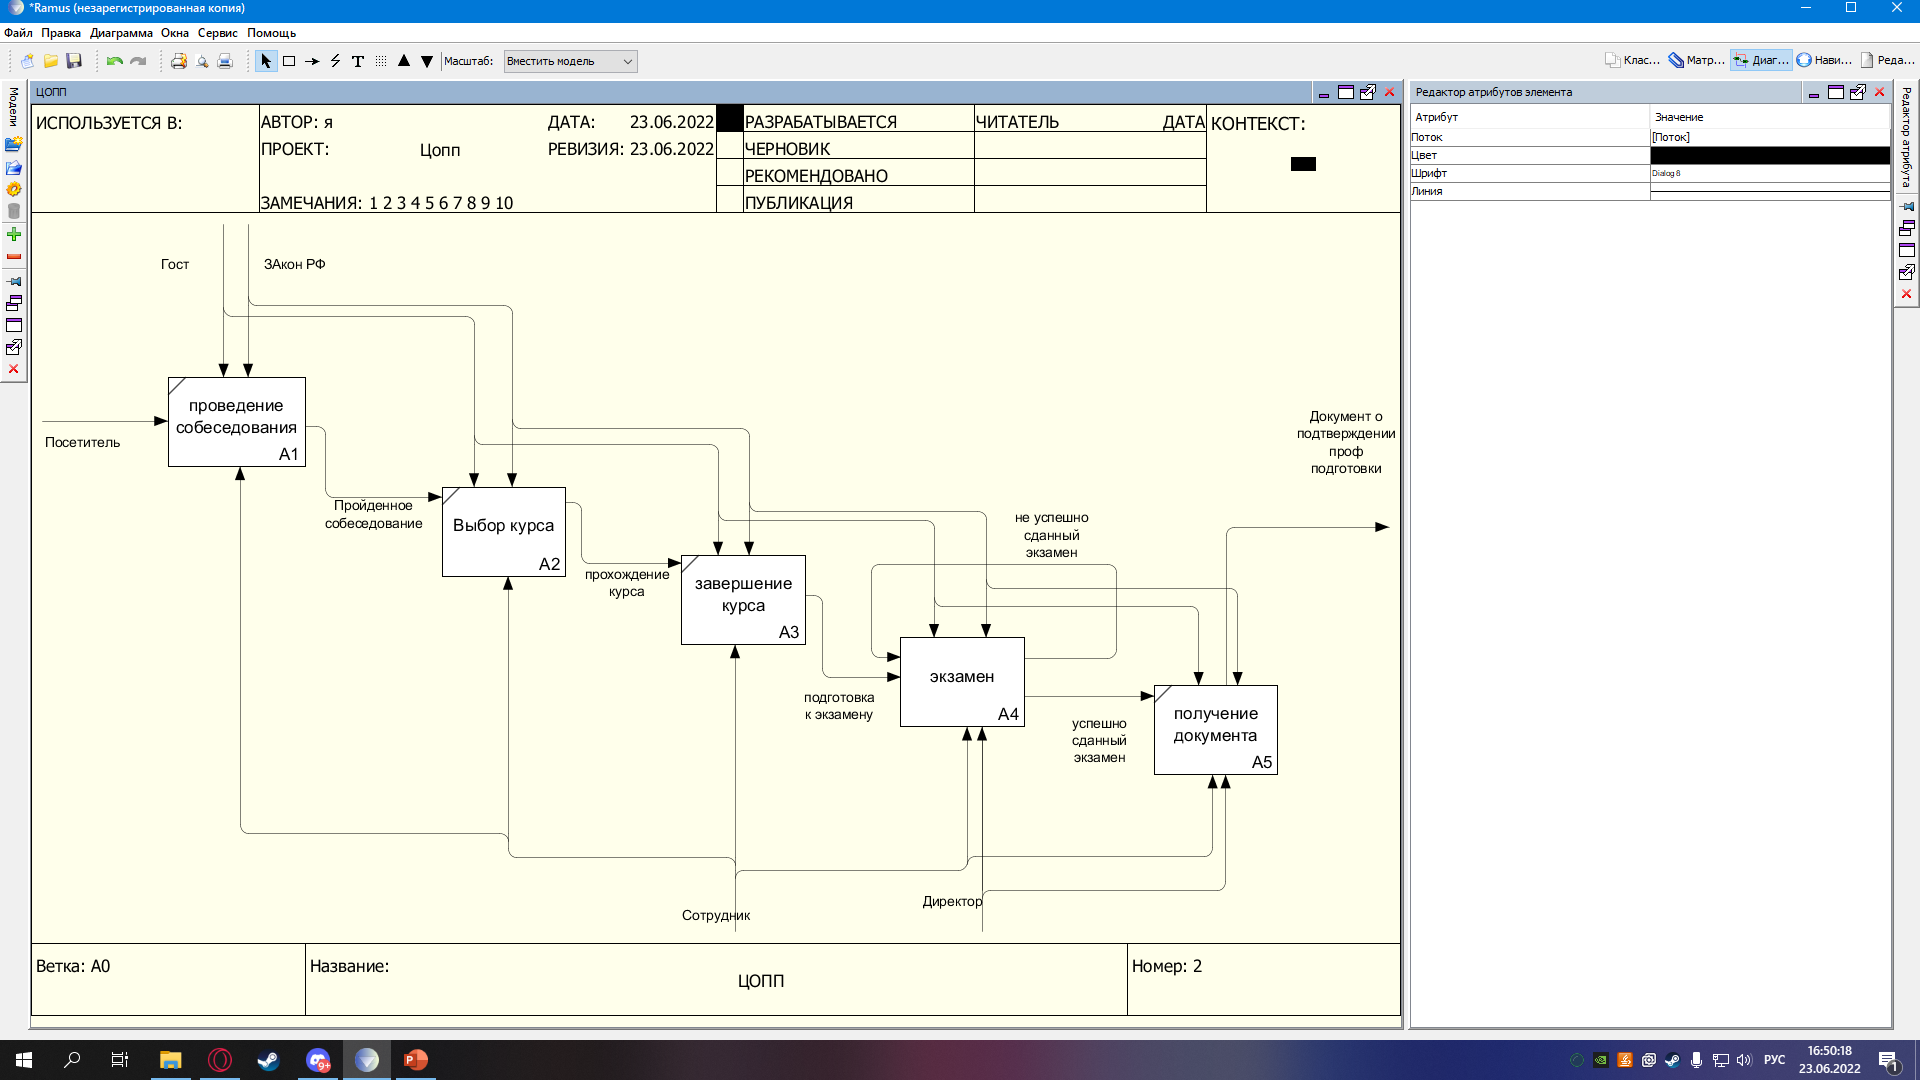 *Ramus (незарегистрированная копия)
Файл Правка Диаграмма Окна Сервис Помощь
Масштаб: Вместить модель
Клас... Матр... Диаг... Нави... Реда...
Модели
ЦОПП
ИСПОЛЬЗУЕТСЯ В:
АВТОР: я
ДАТА: 23.06.2022
ПРОЕКТ: Цопп
РЕВИЗИЯ: 23.06.2022
ЗАМЕЧАНИЯ: 1 2 3 4 5 6 7 8 9 10
РАЗРАБАТЫВАЕТСЯ
ЧЕРНОВИК
РЕКОМЕНДОВАНО
ПУБЛИКАЦИЯ
ЧИТАТЕЛЬ ДАТА
КОНТЕКСТ:
Гост
ЗАкон РФ
проведение
собеседования
A1
Посетитель
Пройденное
собеседование
Выбор курса
A2
прохождение
курса
завершение
курса
A3
подготовка
к экзамену
не успешно
сданный
экзамен
экзамен
A4
успешно
сданный
экзамен
получение
документа
A5
Документ о
подтверждении
проф
подготовки
Сотрудник
Директор
Ветка: A0
Название:
ЦОПП
Номер: 2
Редактор атрибутов элемента
Атрибут Значение
Поток [Поток]
Цвет
Шрифт Dialog 8
Линия
Редактор атрибута
9+
P
РУС
16:50:18
23.06.2022
1